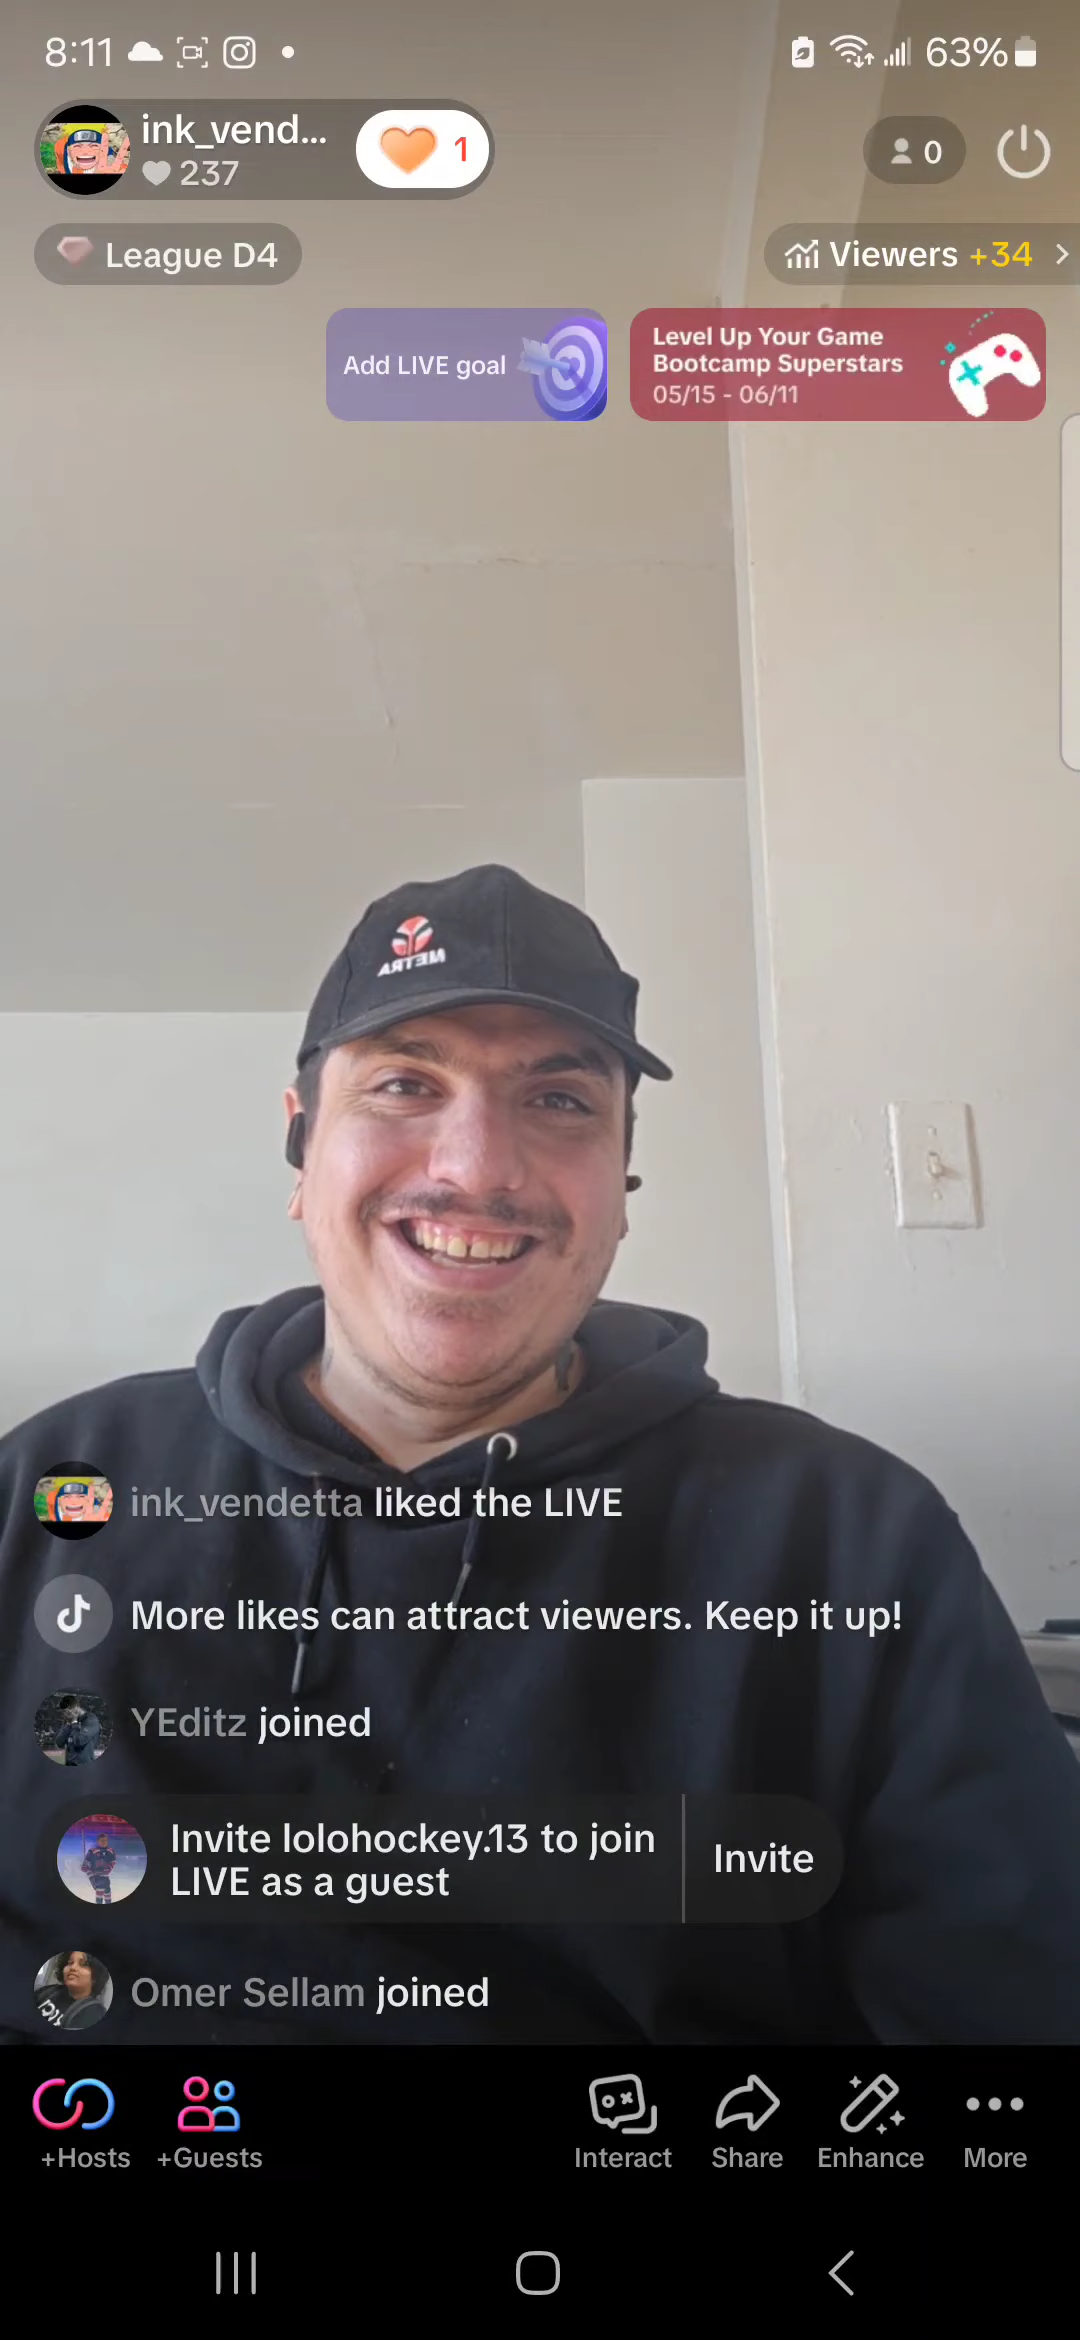 8:11
63%
ink_vend...
237
1
0
League D4
Viewers +34
Add LIVE goal
Level Up Your Game
Bootcamp Superstars
05/15 - 06/11
METRA
ink_vendetta liked the LIVE
More likes can attract viewers. Keep it up!
YEditz joined
Invite lolohockey.13 to join
LIVE as a guest
Invite
Omer Sellam joined
+Hosts
+Guests
Interact
Share
Enhance
More